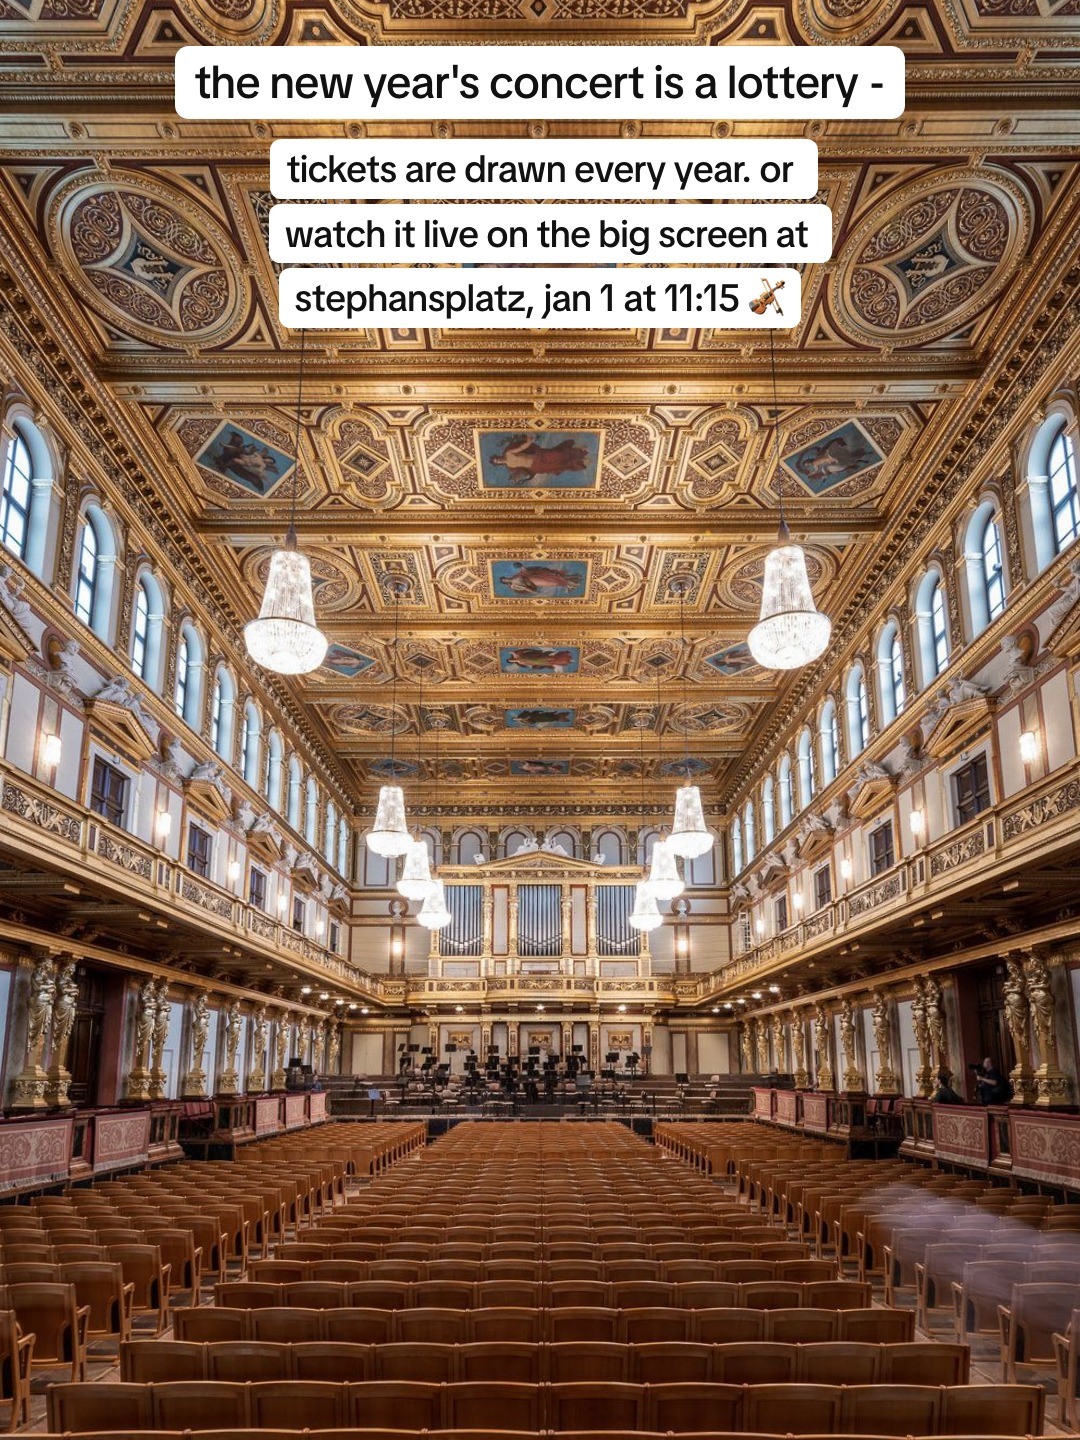 the new year's concert is a lottery -
tickets are drawn every year. or
watch it live on the big screen at
stephansplatz, jan 1 at 11:15 🎻